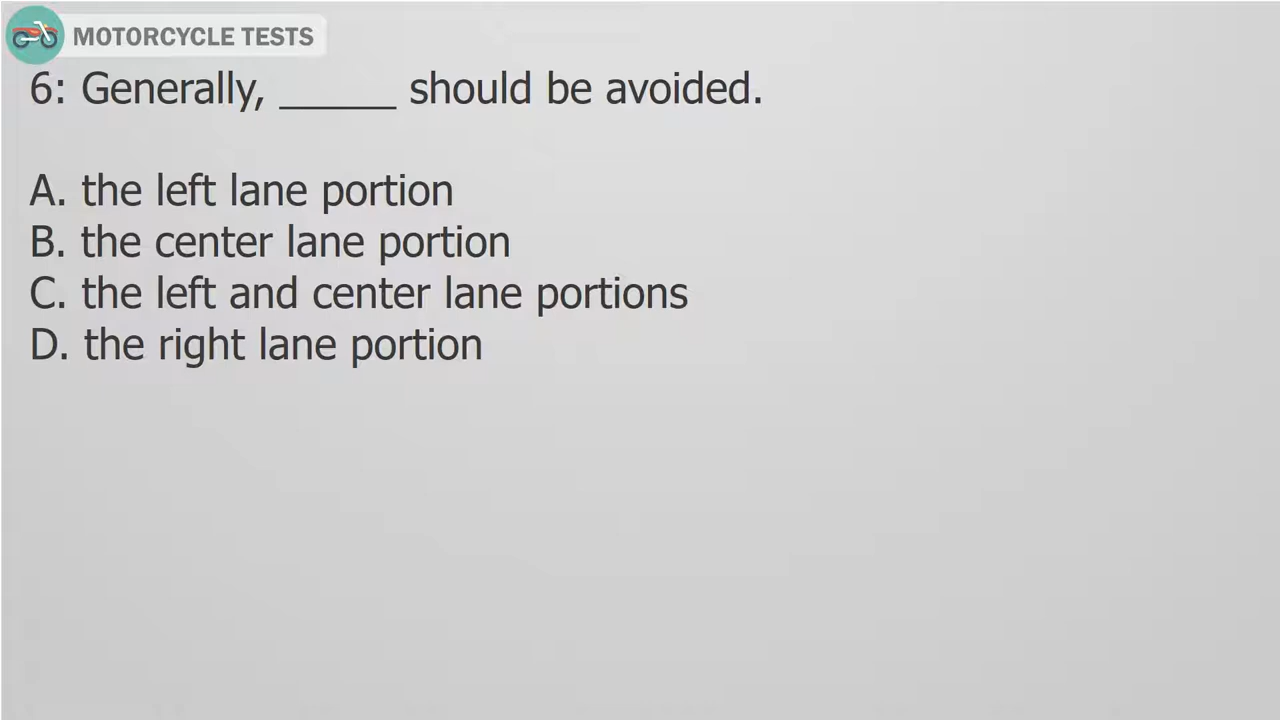 MOTORCYCLE TESTS
6: Generally, _____ should be avoided.
A. the left lane portion
B. the center lane portion
C. the left and center lane portions
D. the right lane portion